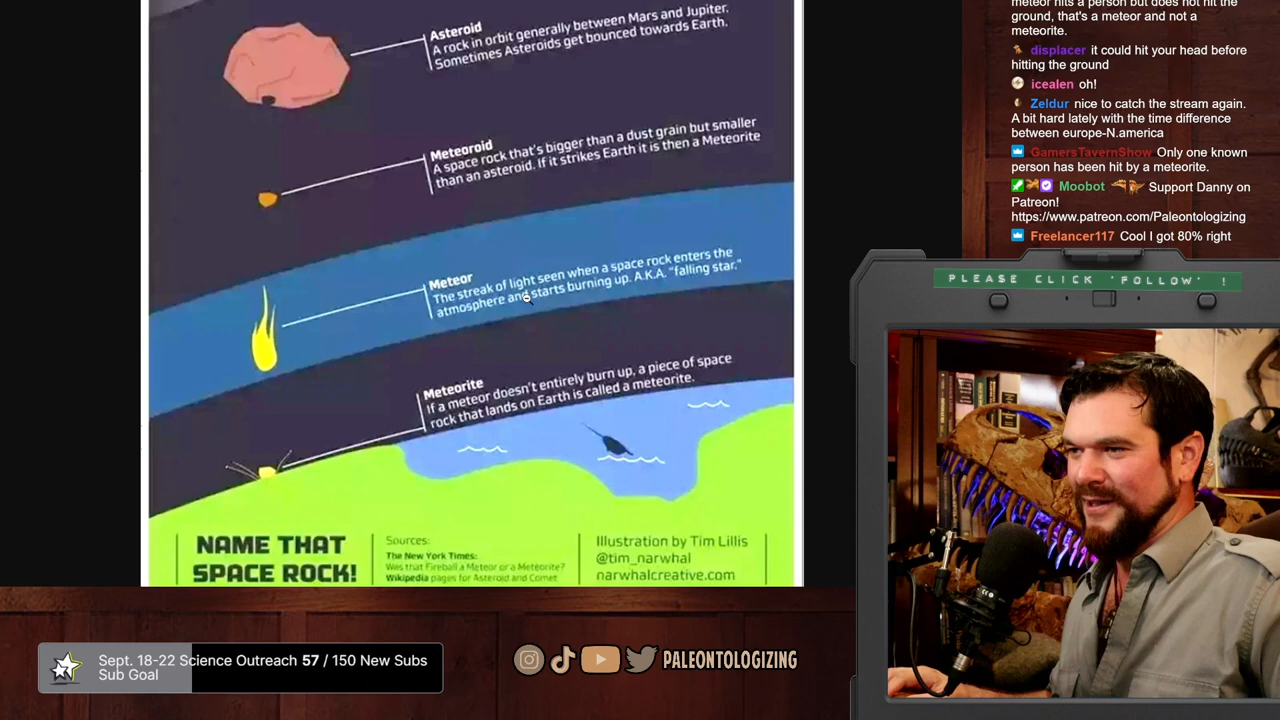 Asteroid
A rock in orbit generally between Mars and Jupiter.
Sometimes Asteroids get bounced towards Earth.
Meteoroid
A space rock that's bigger than a dust grain but smaller
than an asteroid. If it strikes Earth it is then a Meteorite
Meteor
The streak of light seen when a space rock enters the
atmosphere and starts burning up. A.K.A. "falling star."
Meteorite
If a meteor doesn't entirely burn up, a piece of space
rock that lands on Earth is called a meteorite.
NAME THAT
SPACE ROCK!
Sources:
The New York Times:
Was that Fireball a Meteor or a Meteorite?
Wikipedia pages for Asteroid and Comet
Illustration by Tim Lillis
@tim_narwhal
narwhalcreative.com
meteor hits a person but does not hit the
ground, that's a meteor and not a
meteorite.
displacer it could hit your head before
hitting the ground
icealen oh!
Zeldur nice to catch the stream again.
A bit hard lately with the time difference
between europe-N.america
GamersTavernShow Only one known
person has been hit by a meteorite.
Moobot Support Danny on
Patreon!
https://www.patreon.com/Paleontologizing
Freelancer117 Cool I got 80% right
PLEASE CLICK 'FOLLOW' !
Sept. 18-22 Science Outreach 57 / 150 New Subs
Sub Goal
PALEONTOLOGIZING